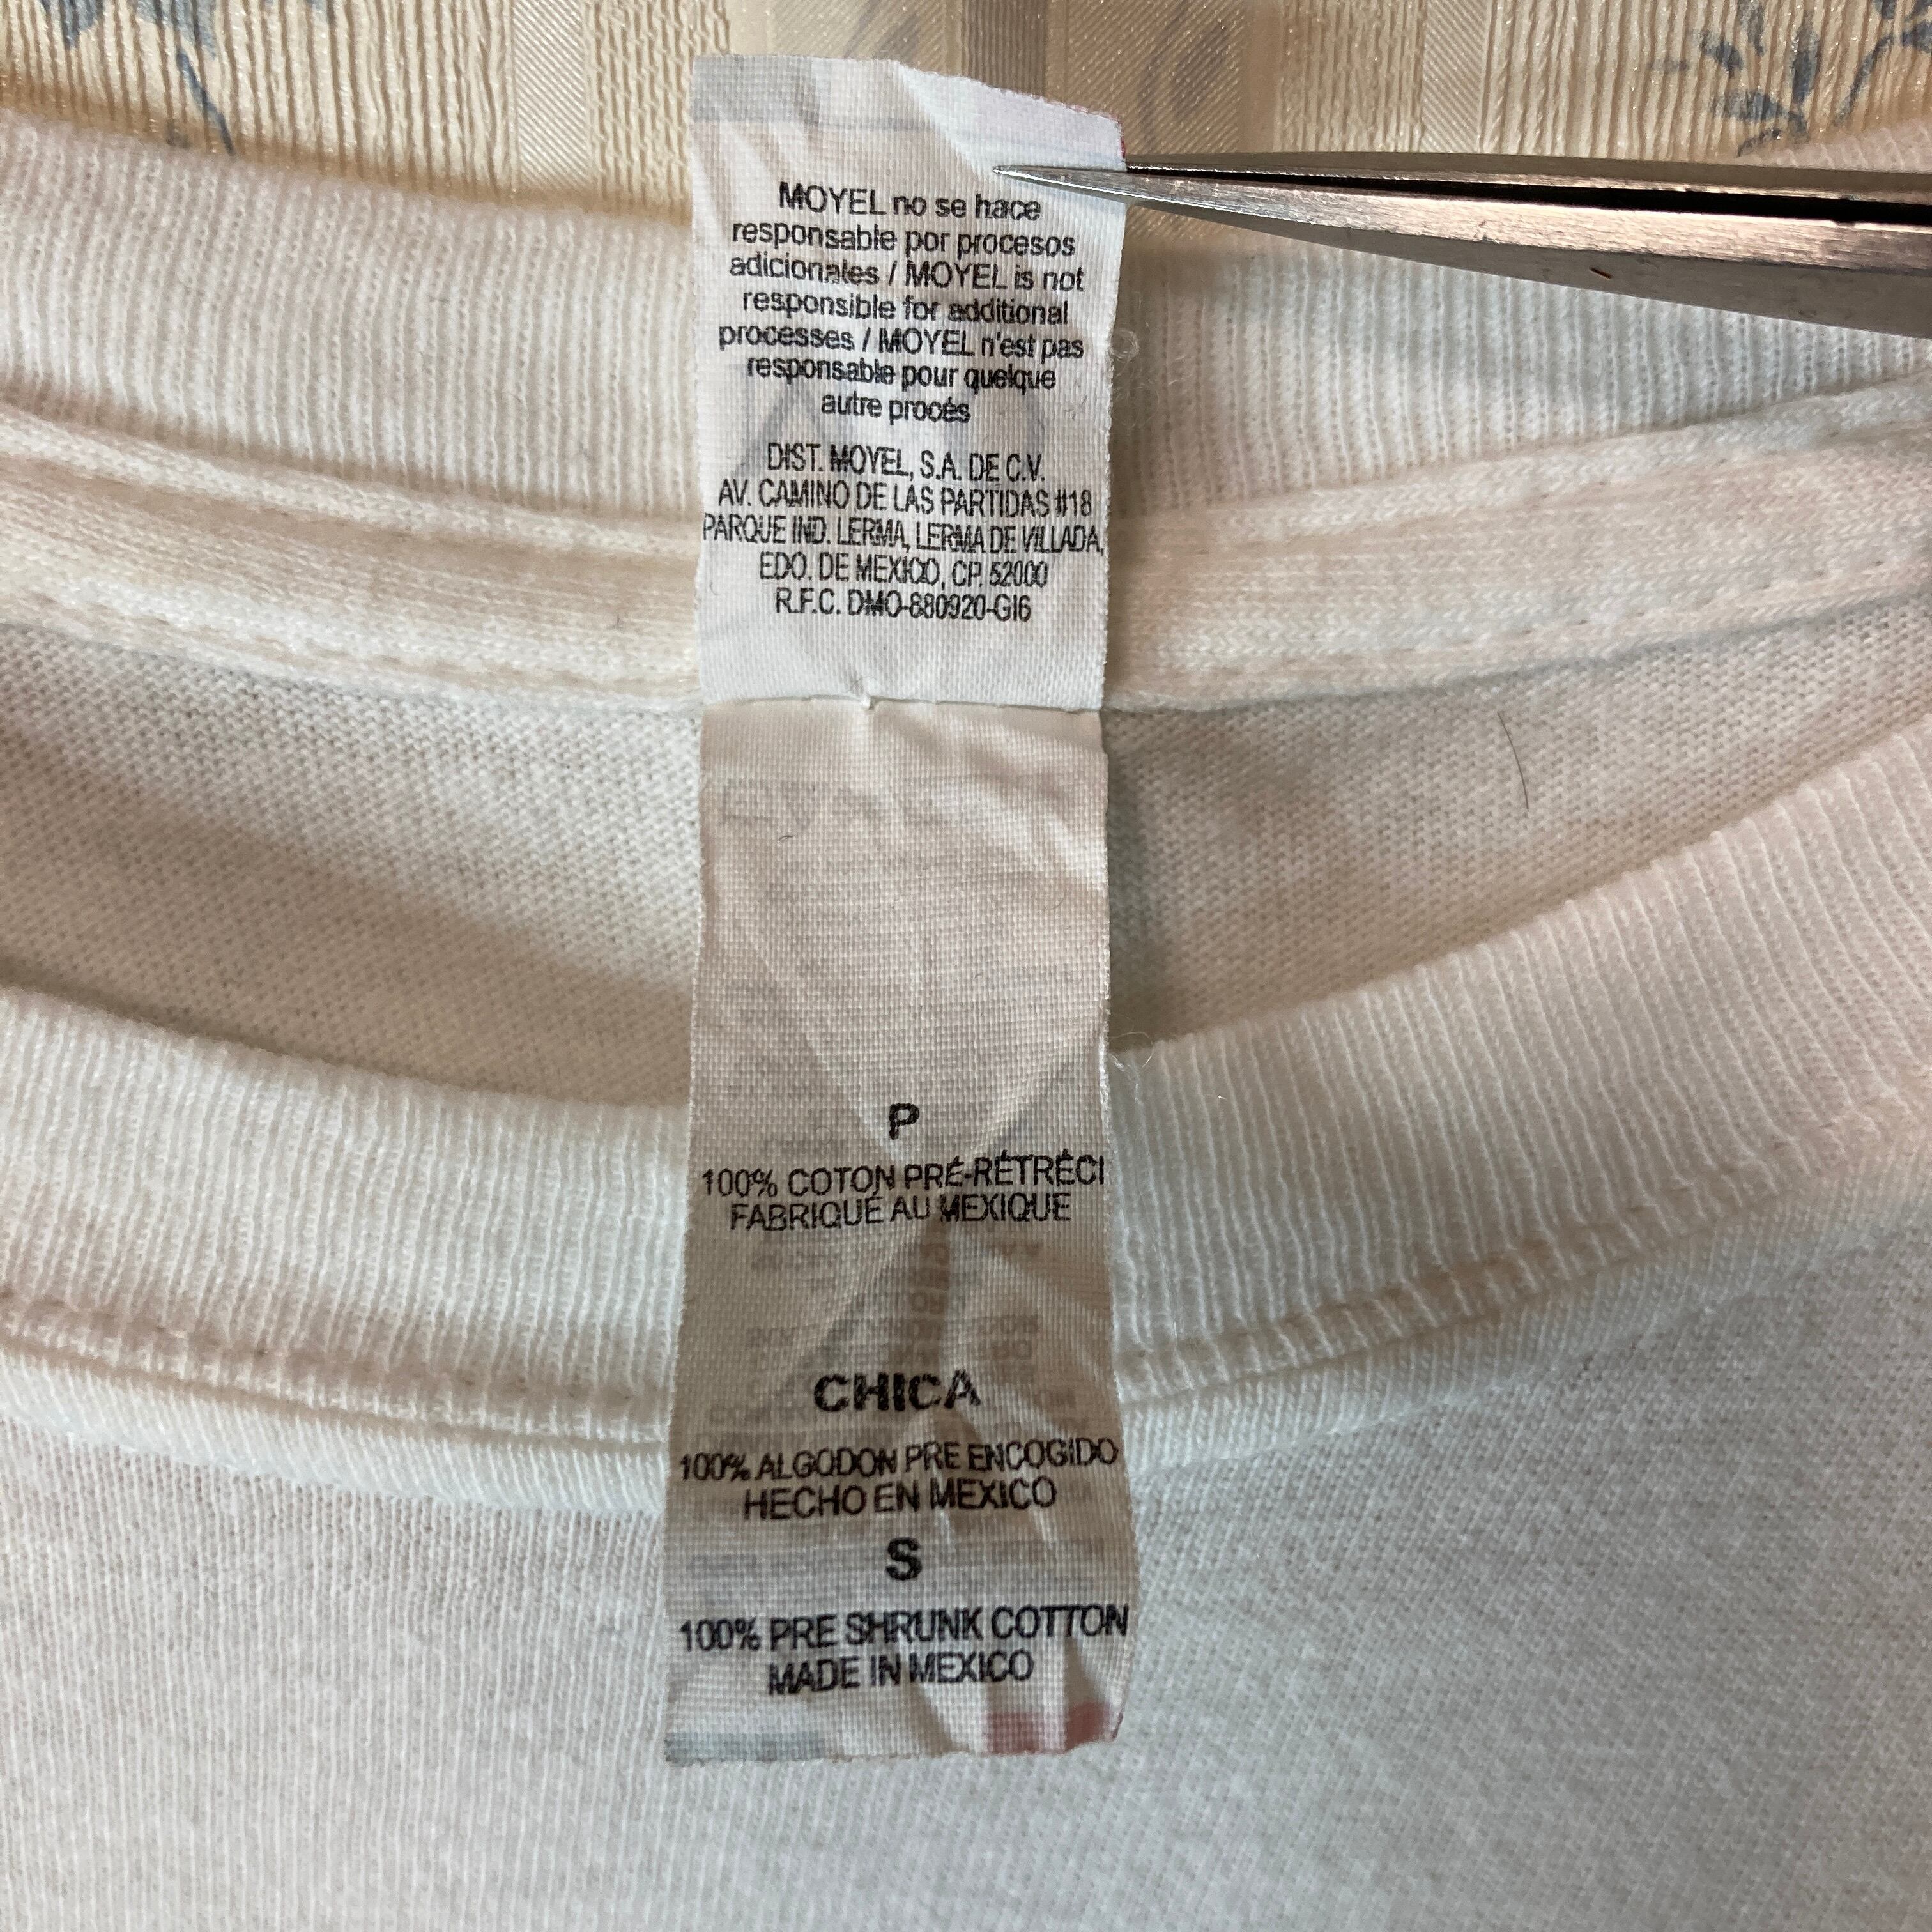 MOYEL no se hace
responsable por procesos
adicionales / MOYEL is not
responsible for additional
processes / MOYEL n'est pas
responsable pour quelque
autre procés
DIST. MOYEL, S.A. DE C.V.
AV. CAMINO DE LAS PARTIDAS #18
PARQUE IND. LERMA, LERMA DE VILLADA,
EDO. DE MEXICO, CP. 52000
R.F.C. DMO-880920-GI6
P
100% COTON PRÉ-RÉTRÉCI
FABRIQUÉ AU MEXIQUE
CHICA
100% ALGODON PRE ENCOGIDO
HECHO EN MEXICO
S
100% PRE SHRUNK COTTON
MADE IN MEXICO